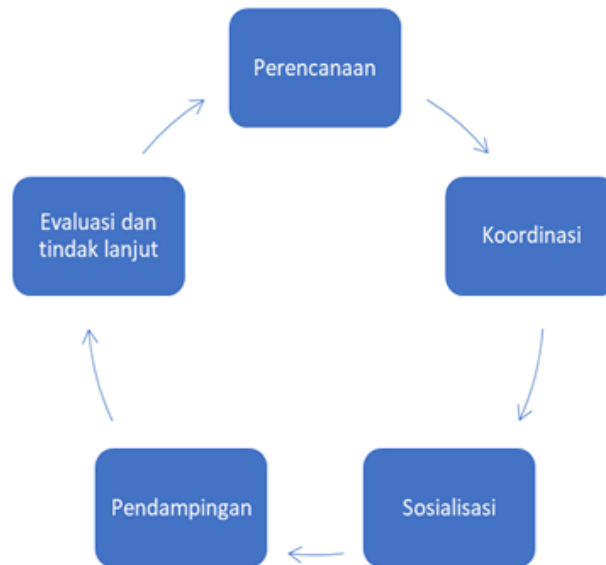 Perencanaan
Koordinasi
Sosialisasi
Pendampingan
Evaluasi dan
tindak lanjut